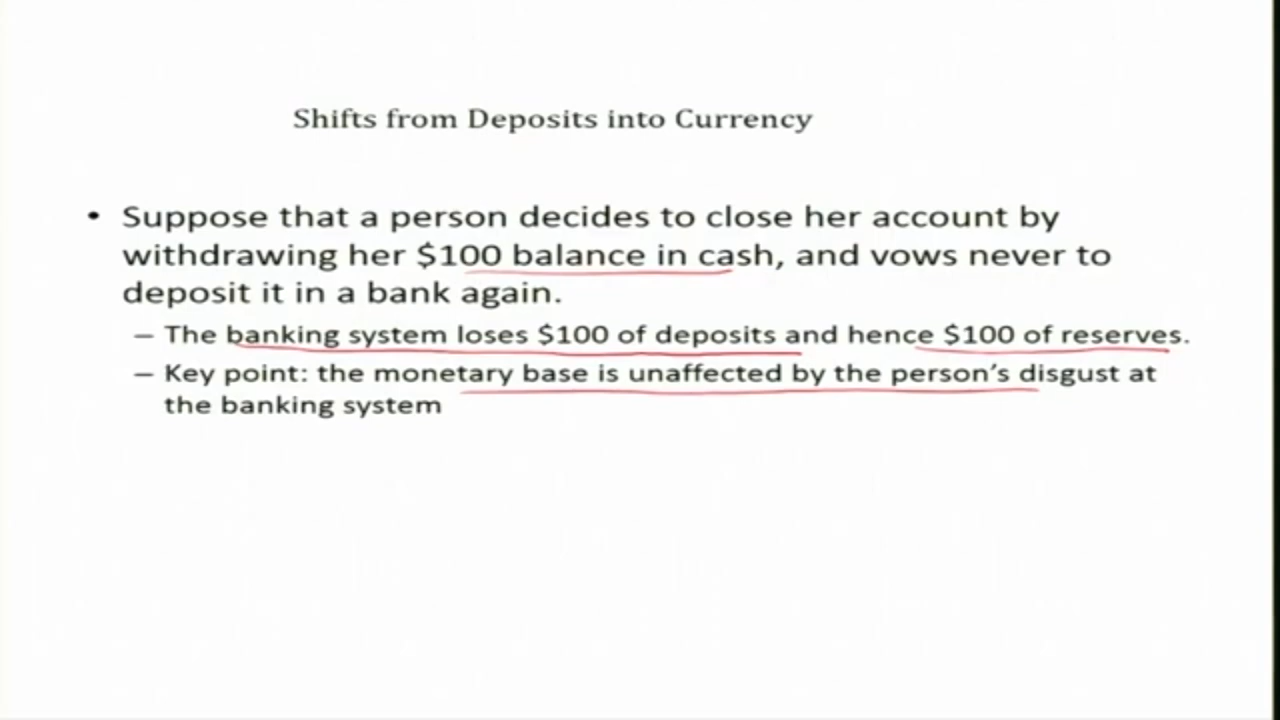 Shifts from Deposits into Currency
• Suppose that a person decides to close her account by
withdrawing her $100 balance in cash, and vows never to
deposit it in a bank again.
– The banking system loses $100 of deposits and hence $100 of reserves.
– Key point: the monetary base is unaffected by the person's disgust at
the banking system